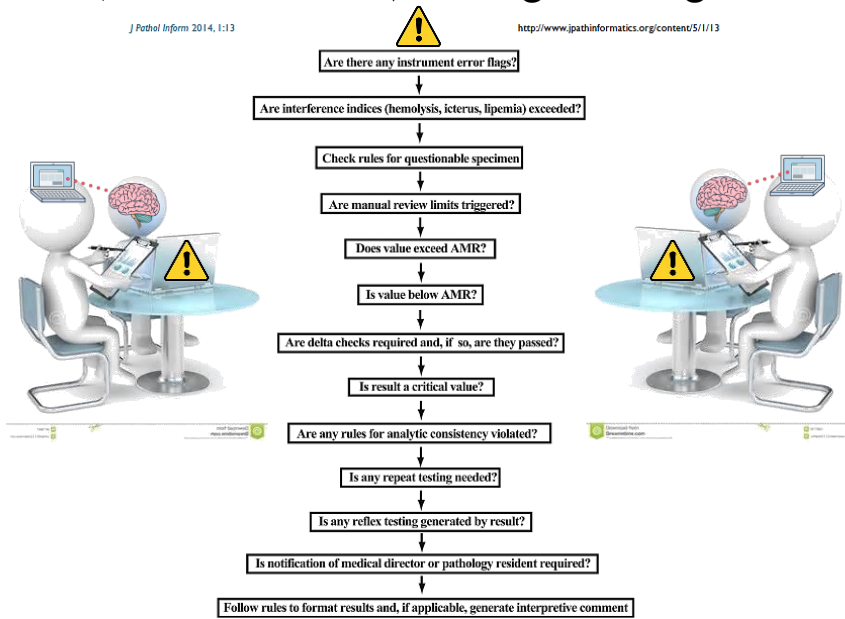 J Pathol Inform 2014, 1:13
http://www.jpathinformatics.org/content/5/1/13
Are there any instrument error flags?
Are interference indices (hemolysis, icterus, lipemia) exceeded?
Check rules for questionable specimen
Are manual review limits triggered?
Does value exceed AMR?
Is value below AMR?
Are delta checks required and, if so, are they passed?
Is result a critical value?
Are any rules for analytic consistency violated?
Is any repeat testing needed?
Is any reflex testing generated by result?
Is notification of medical director or pathology resident required?
Follow rules to format results and, if applicable, generate interpretive comment
Download from
Dreamstime.com